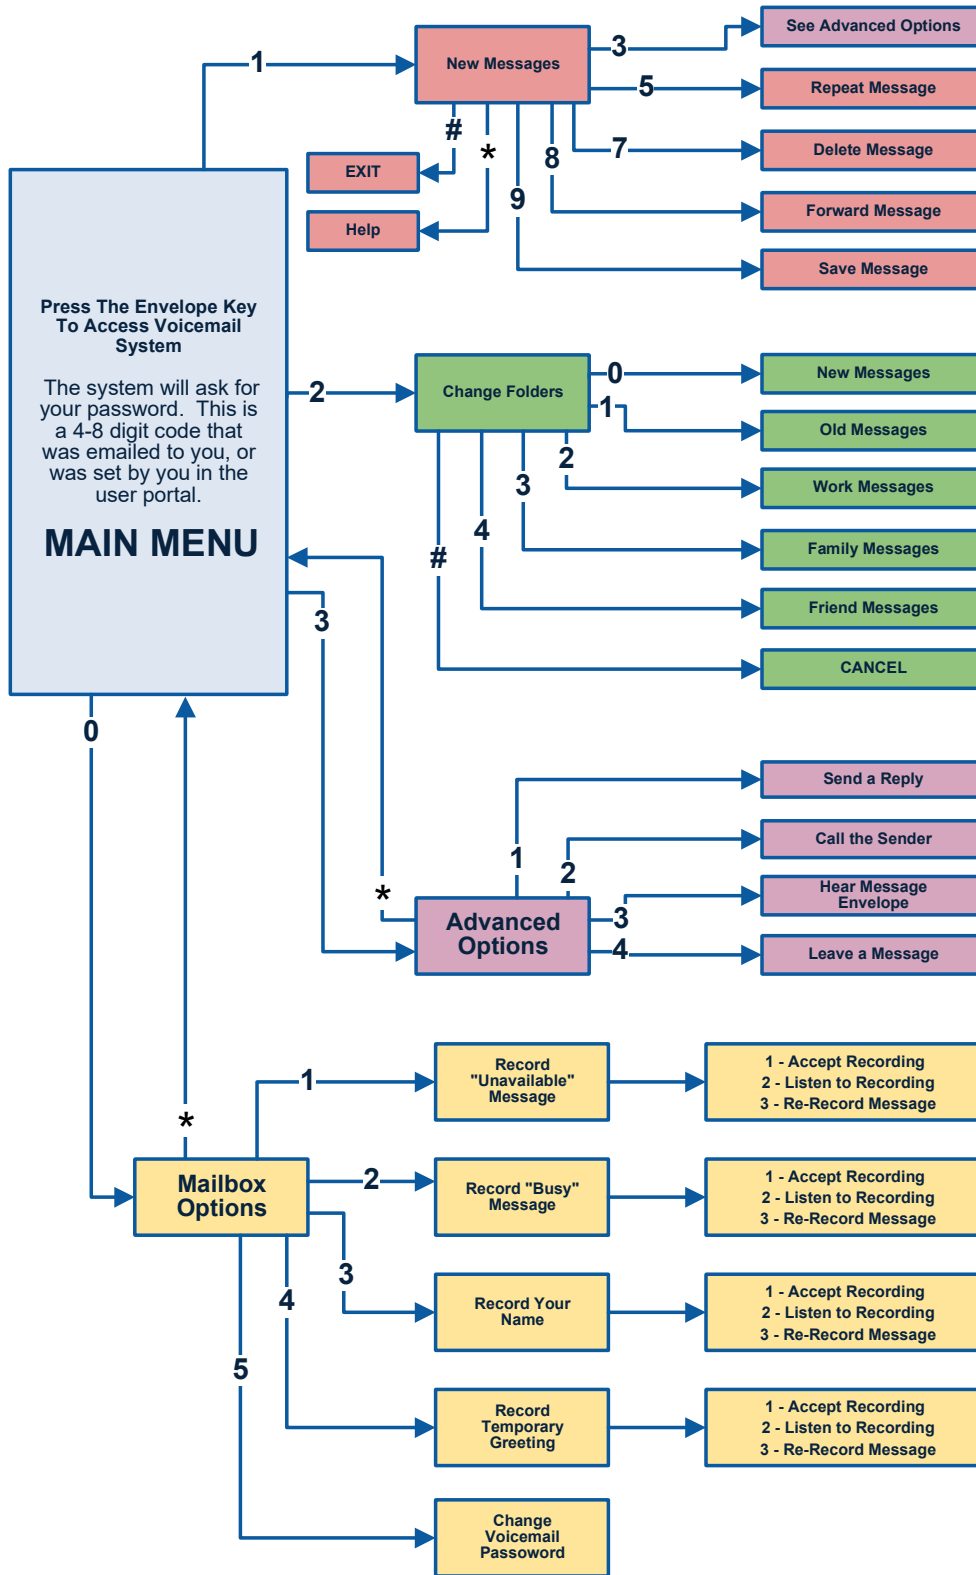 1
New Messages
3
See Advanced Options
5
Repeat Message
#
*
8
7
Delete Message
EXIT
9
Forward Message
Help
Save Message
Press The Envelope Key
To Access Voicemail
System
The system will ask for
your password. This is
a 4-8 digit code that
was emailed to you, or
was set by you in the
user portal.
MAIN MENU
2
Change Folders
0
New Messages
1
Old Messages
2
Work Messages
3
Family Messages
4
Friend Messages
#
CANCEL
3
0
*
Advanced
Options
1
Send a Reply
2
Call the Sender
3
Hear Message
Envelope
4
Leave a Message
*
Mailbox
Options
1
Record
"Unavailable"
Message
1 - Accept Recording
2 - Listen to Recording
3 - Re-Record Message
2
Record "Busy"
Message
1 - Accept Recording
2 - Listen to Recording
3 - Re-Record Message
3
Record Your
Name
1 - Accept Recording
2 - Listen to Recording
3 - Re-Record Message
4
Record
Temporary
Greeting
1 - Accept Recording
2 - Listen to Recording
3 - Re-Record Message
5
Change
Voicemail
Passoword